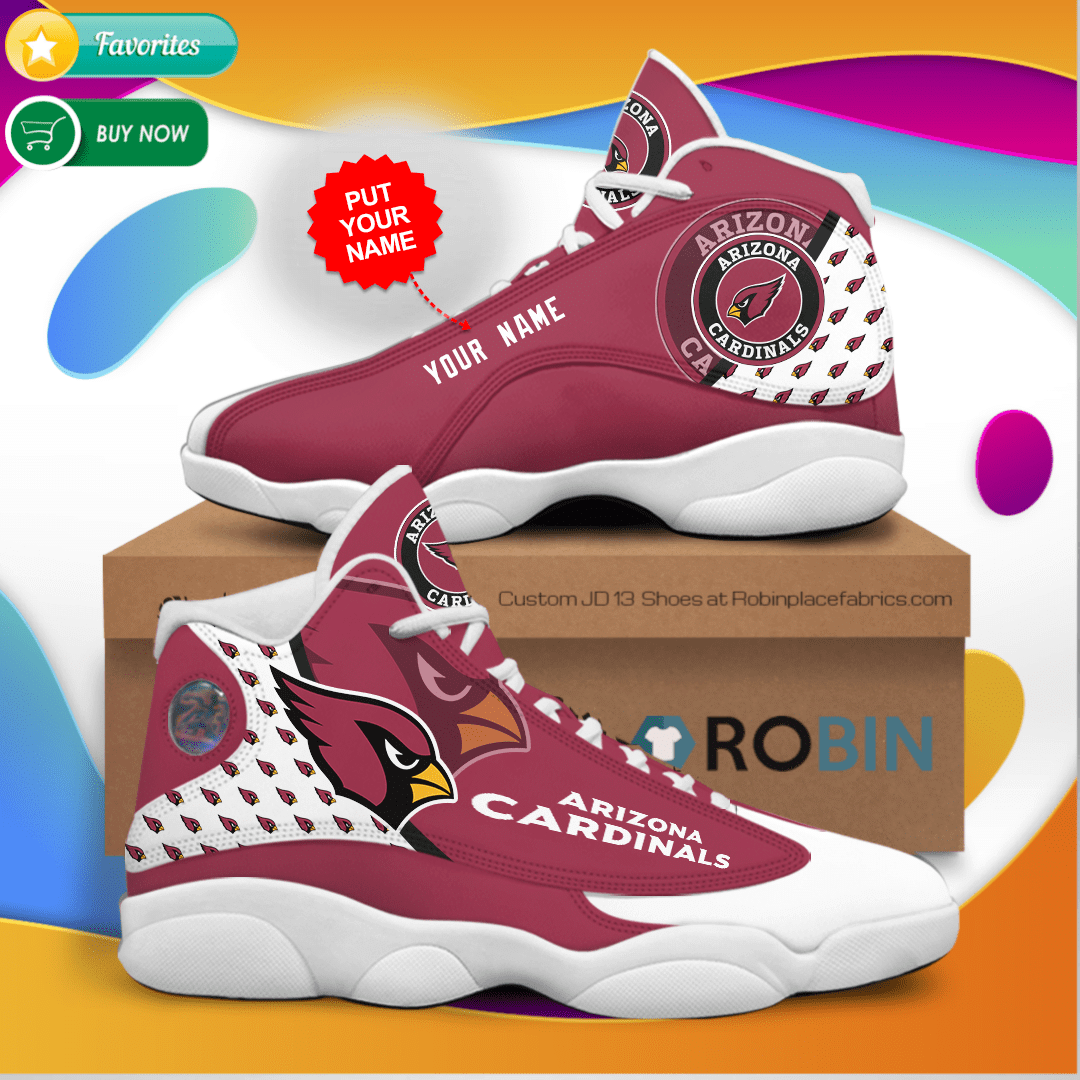 Favorites
BUY NOW
PUT
YOUR
NAME
YOUR NAME
ARIZONA
ARIZONA
CARDINALS
Custom JD 13 Shoes at Robinplacefabrics.com
ROBIN
ARIZONA
CARDINALS